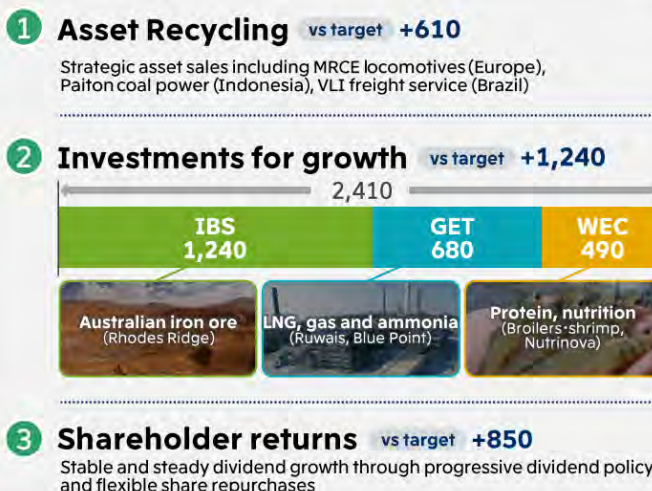 1 Asset Recycling vs target +610
Strategic asset sales including MRCE locomotives (Europe),
Paiton coal power (Indonesia), VLI freight service (Brazil)
2 Investments for growth vs target +1,240
2,410
IBS
1,240
GET
680
WEC
490
Australian iron ore
(Rhodes Ridge)
LNG, gas and ammonia
(Ruwais, Blue Point)
Protein, nutrition
(Broilers・shrimp,
Nutrinova)
3 Shareholder returns vs target +850
Stable and steady dividend growth through progressive dividend policy
and flexible share repurchases